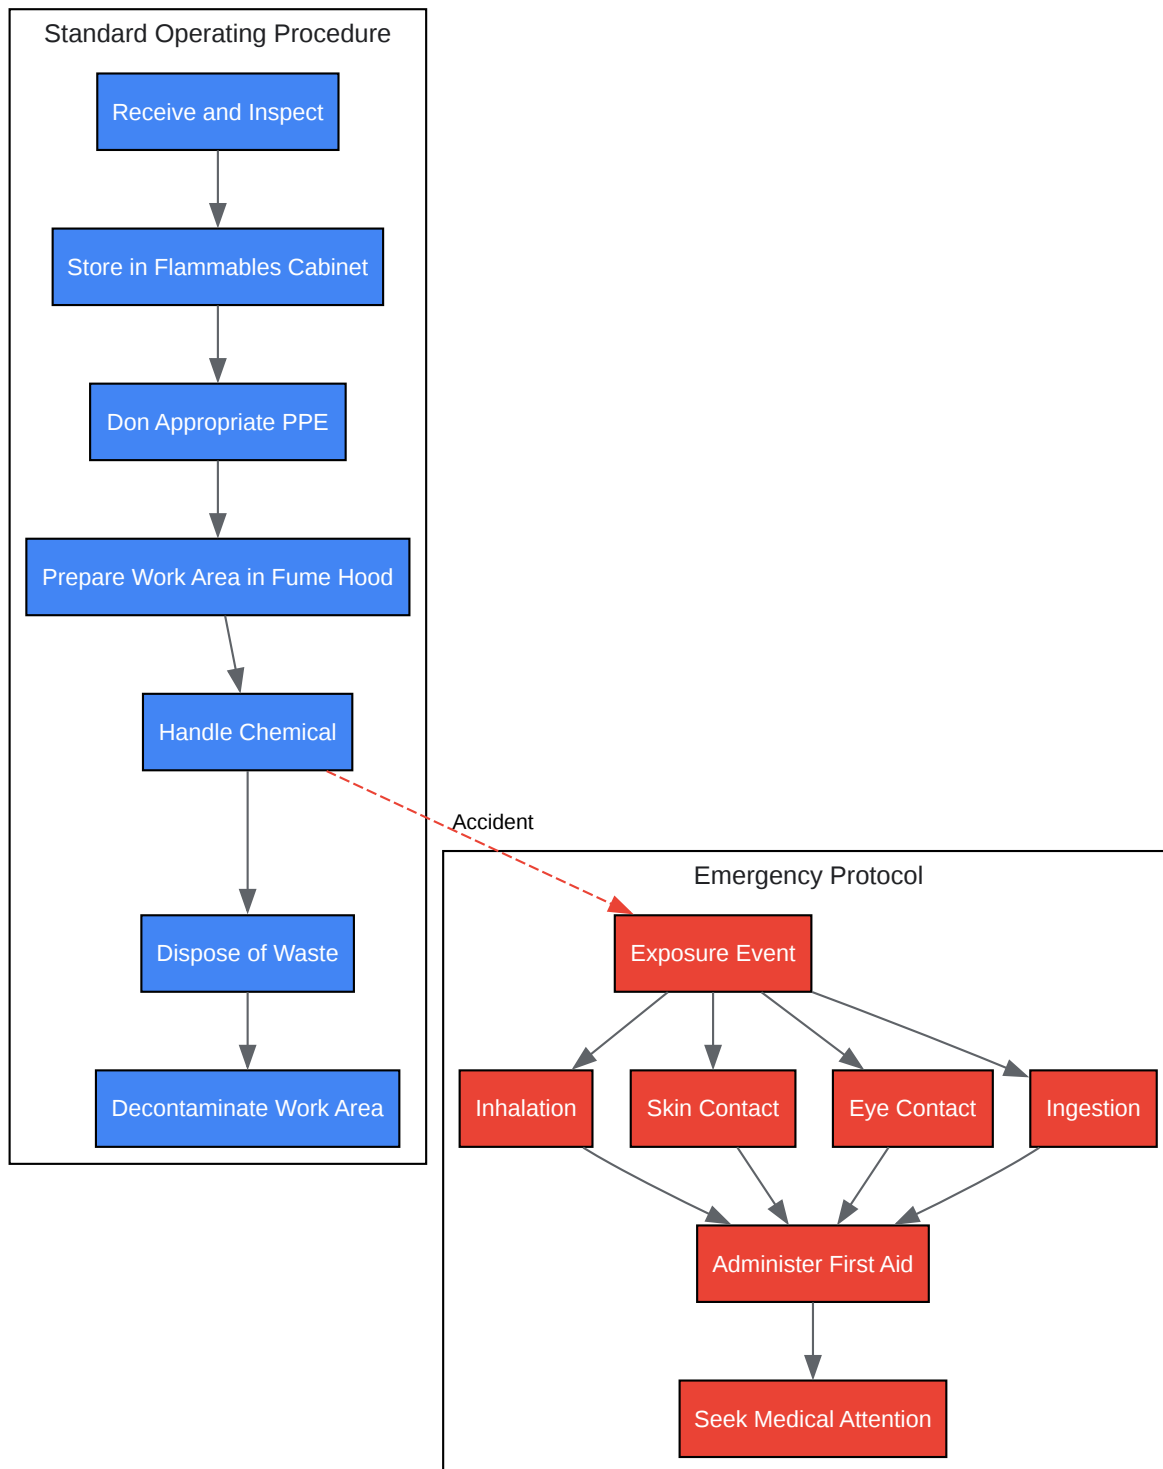 Standard Operating Procedure
Receive and Inspect
Store in Flammables Cabinet
Don Appropriate PPE
Prepare Work Area in Fume Hood
Handle Chemical
Accident
Dispose of Waste
Decontaminate Work Area
Emergency Protocol
Exposure Event
Inhalation
Skin Contact
Eye Contact
Ingestion
Administer First Aid
Seek Medical Attention